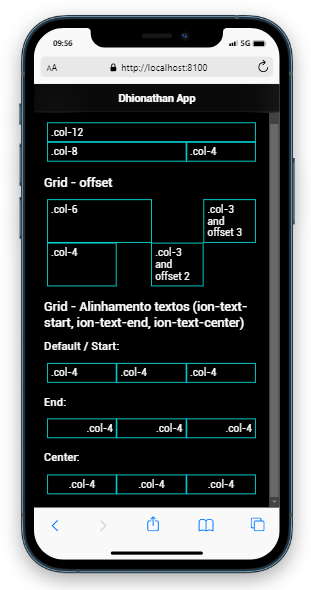 09:56
5G
AA
http://localhost:8100
Dhionathan App
.col-12
.col-8
.col-4
Grid - offset
.col-6
.col-3
and
offset 3
.col-4
.col-3
and
offset 2
Grid - Alinhamento textos (ion-text-
start, ion-text-end, ion-text-center)
Default / Start:
.col-4 .col-4 .col-4
End:
.col-4 .col-4 .col-4
Center:
.col-4 .col-4 .col-4